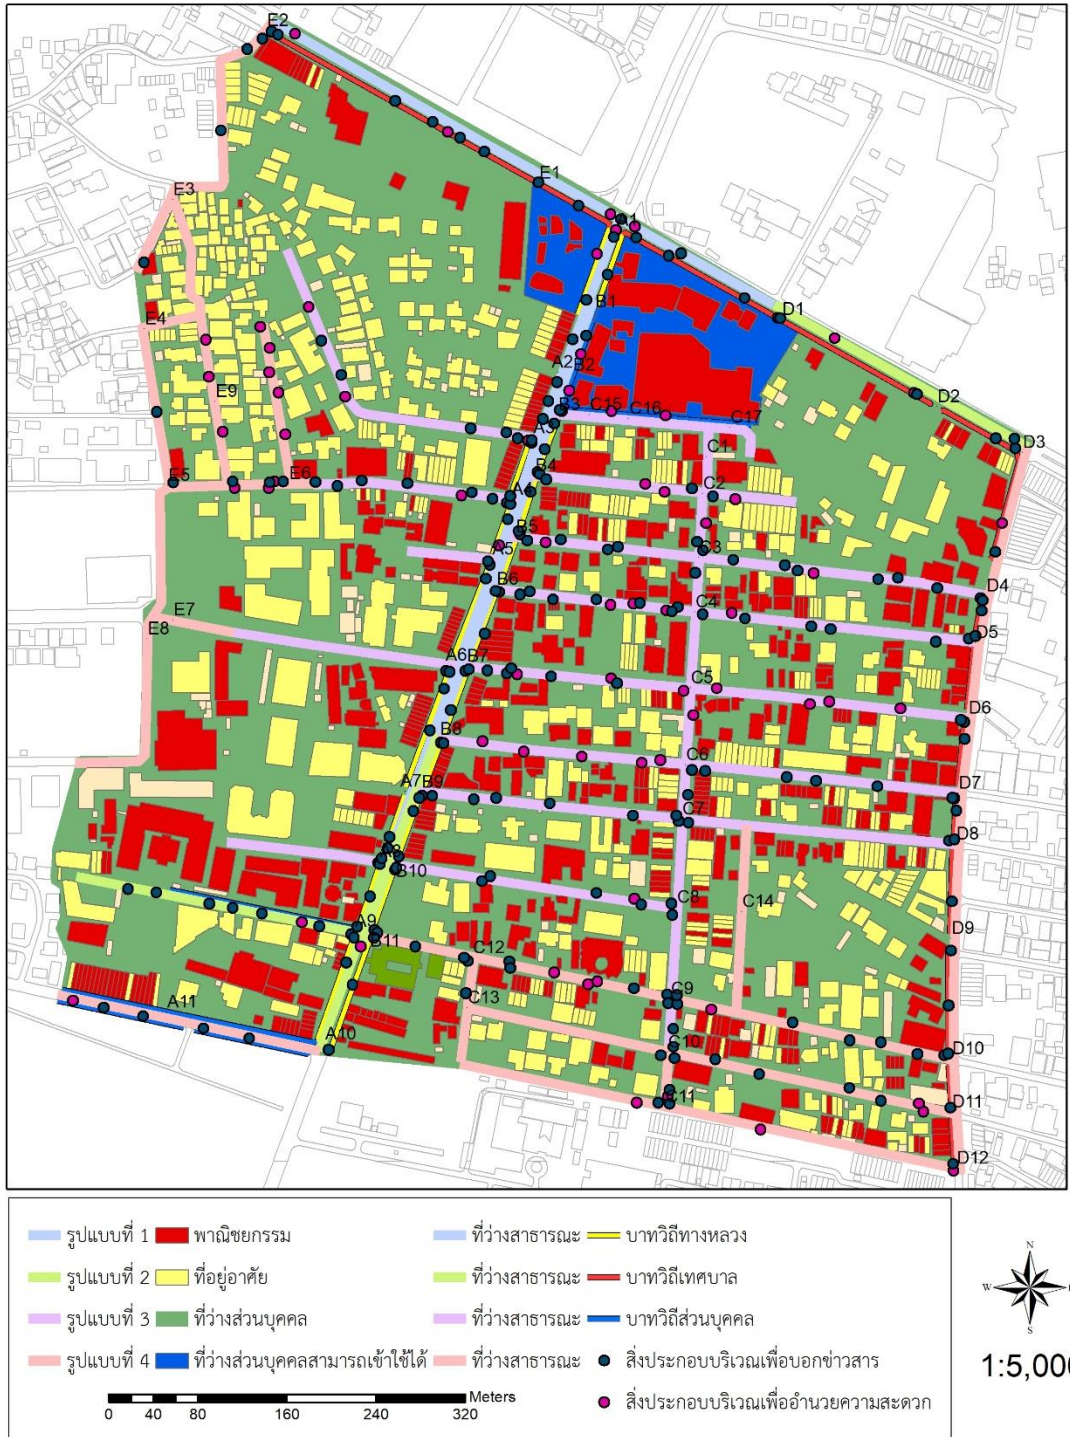 E2
E1
A1
E3
B1
D1
E4
A2
B2
D2
E9
B3
C15
C16
C17
A3
D3
C1
B4
E5
E6
A4
C2
B5
C3
A5
B6
D4
E7
C4
E8
D5
A6
B7
C5
D6
B8
C6
A7
B9
D7
C7
D8
A8
B10
C14
C8
A9
B11
D9
C12
C13
C9
A11
A10
C10
D10
C11
D11
D12
รูปแบบที่ 1 พาณิชยกรรม ที่ว่างสาธารณะ บาทวิถีทางหลวง
รูปแบบที่ 2 ที่อยู่อาศัย ที่ว่างสาธารณะ บาทวิถีเทศบาล
รูปแบบที่ 3 ที่ว่างส่วนบุคคล ที่ว่างสาธารณะ บาทวิถีส่วนบุคคล
รูปแบบที่ 4 ที่ว่างส่วนบุคคลสามารถเข้าใช้ได้ ที่ว่างสาธารณะ สิ่งประกอบบริเวณเพื่อบอกข่าวสาร
Meters
0 40 80 160 240 320
สิ่งประกอบบริเวณเพื่ออำนวยความสะดวก
N
W
S
1:5,000